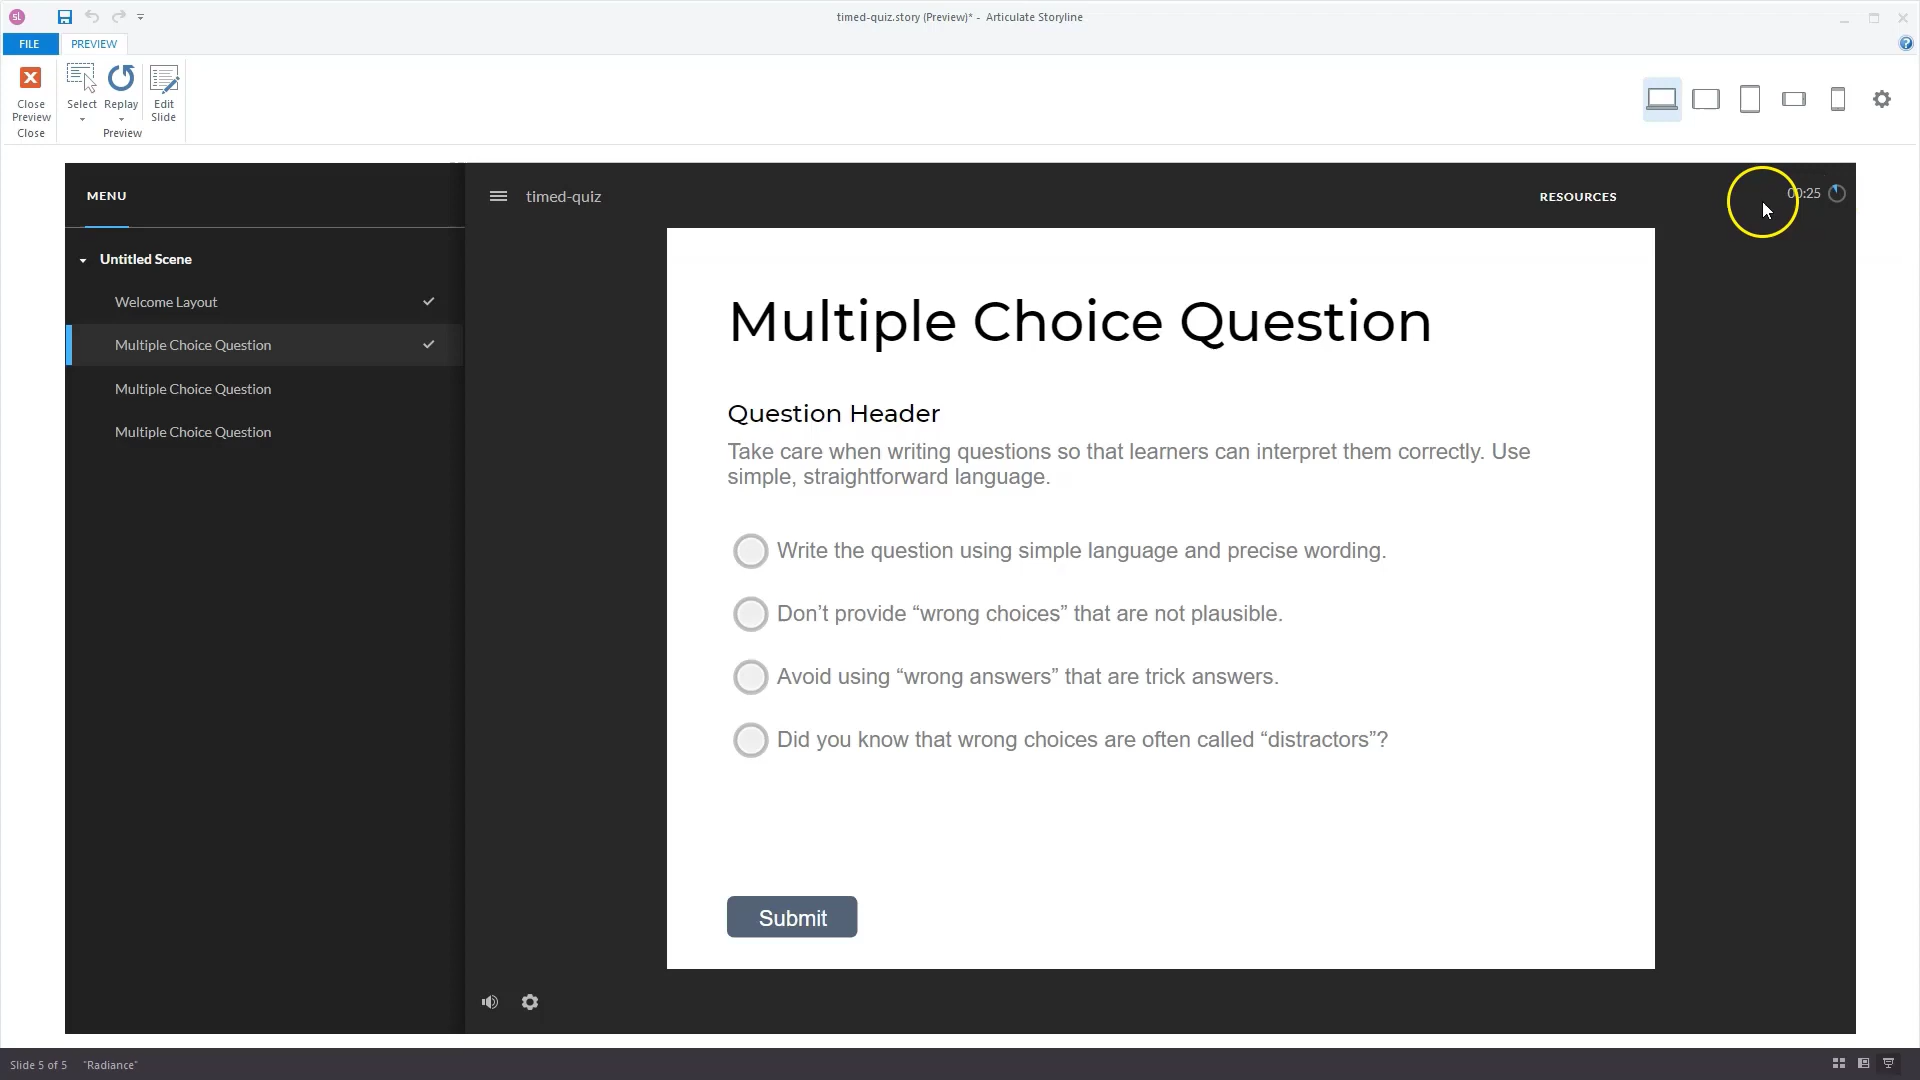 sl
timed-quiz.story (Preview)* - Articulate Storyline
FILE
PREVIEW
?
Close
Preview
Select
Replay
Edit
Slide
Close
Preview
MENU
timed-quiz
RESOURCES
00:25
Untitled Scene
Welcome Layout
Multiple Choice Question
Multiple Choice Question
Multiple Choice Question
Multiple Choice Question
Question Header
Take care when writing questions so that learners can interpret them correctly. Use
simple, straightforward language.
Write the question using simple language and precise wording.
Don’t provide “wrong choices” that are not plausible.
Avoid using “wrong answers” that are trick answers.
Did you know that wrong choices are often called “distractors”?
Submit
Slide 5 of 5 "Radiance"